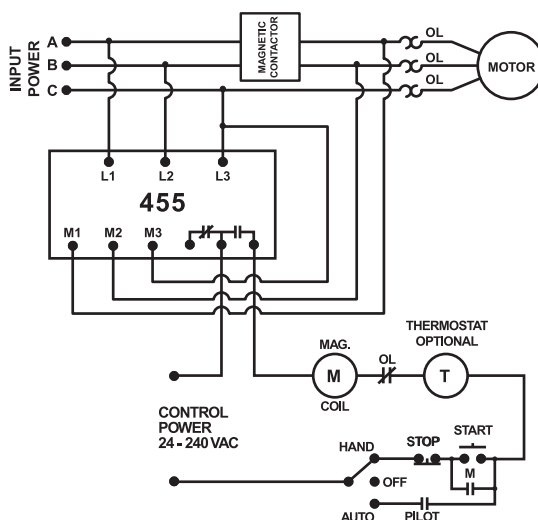 OL
A
MAGNETIC
CONTACTOR
INPUT
POWER
B
OL
MOTOR
C
OL
L1
L2
L3
455
M1
M2
M3
THERMOSTAT
OPTIONAL
MAG.
OL
M
T
COIL
CONTROL
POWER
24 - 240 VAC
HAND
STOP
START
M
OFF
AUTO
PILOT